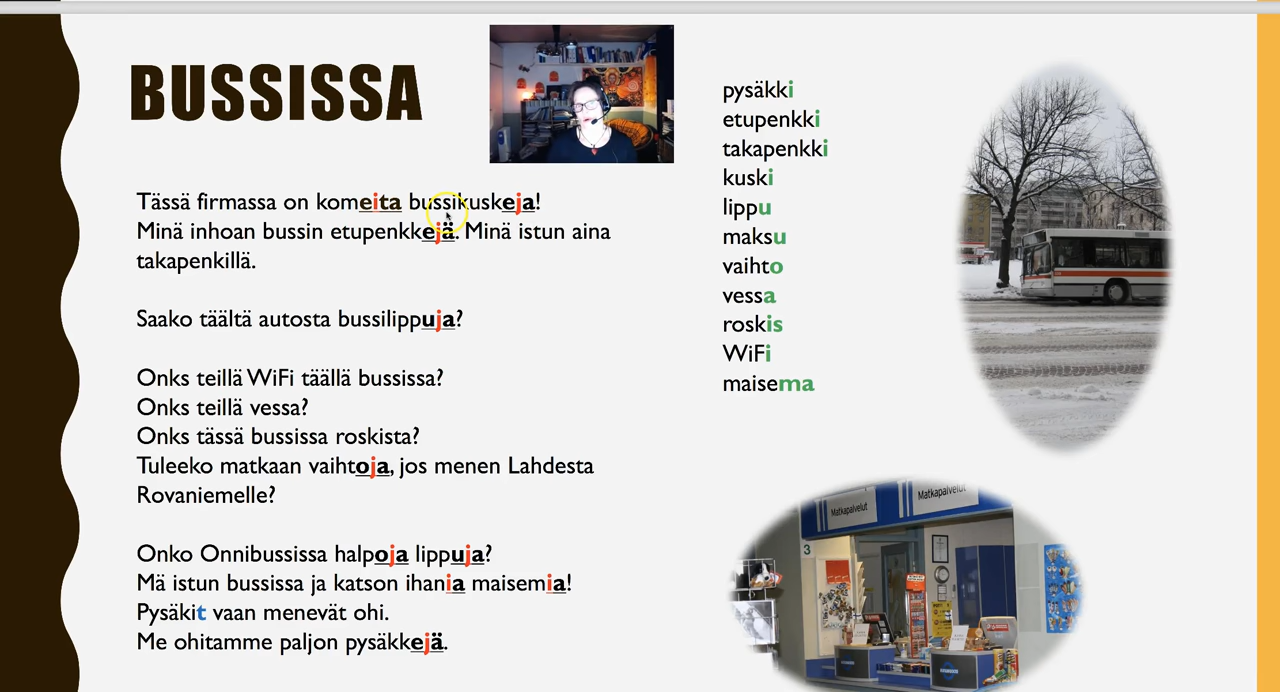 BUSSISSA
Tässä firmassa on komeita bussikuskeja!
Minä inhoan bussin etupenkkejä. Minä istun aina
takapenkillä.
Saako täältä autosta bussilippuja?
Onks teillä WiFi täällä bussissa?
Onks teillä vessa?
Onks tässä bussissa roskista?
Tuleeko matkaan vaihtoja, jos menen Lahdesta
Rovaniemelle?
Onko Onnibussissa halpoja lippuja?
Mä istun bussissa ja katson ihania maisemia!
Pysäkit vaan menevät ohi.
Me ohitamme paljon pysäkkejä.
pysäkki
etupenkki
takapenkki
kuski
lippu
maksu
vaihto
vessa
roskis
WiFi
maisema
Matkapalvelut
Matkapalvelut
3